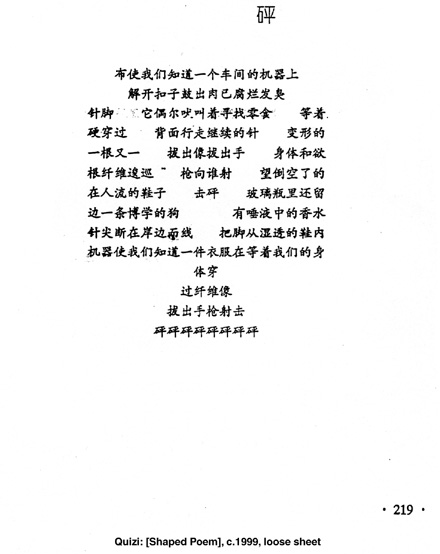 砰
布使我们知道一个车间的机器上
解开扣子鼓出肉已腐烂发臭
针脚 它偶尔吠叫着寻找零食 等着
硬穿过 背面行走继续的针 变形的
一根又一 拔出像拔出手 身体和欲
根纤维逡巡 枪向谁射 望倒空了的
在人流的鞋子 击砰 玻璃瓶里还留
边一条博学的狗 有唾液中的香水
针尖断在岸边面线 把脚从湿透的鞋内
机器使我们知道一件衣服在等着我们的身
体穿
过纤维像
拔出手枪射击
砰砰砰砰砰砰砰砰
· 219 ·
Quizi: [Shaped Poem], c.1999, loose sheet